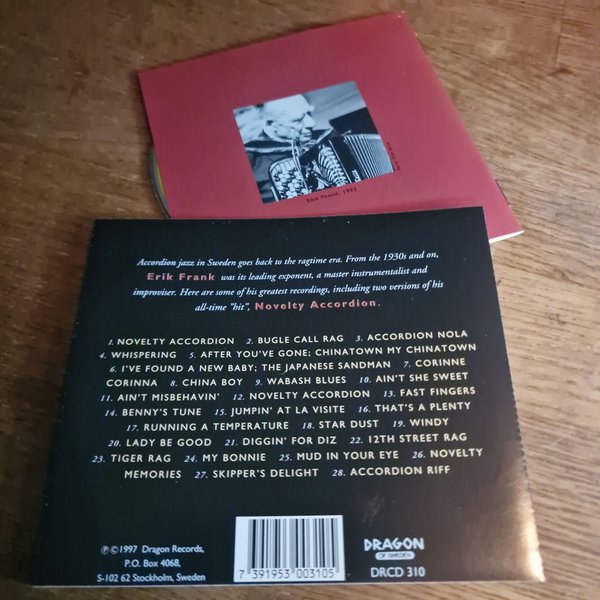 ERIK FRANK, 1992
Accordion jazz in Sweden goes back to the ragtime era. From the 1930s and on,
Erik Frank was its leading exponent, a master instrumentalist and
improviser. Here are some of his greatest recordings, including two versions of his
all-time "hit", Novelty Accordion.
1. NOVELTY ACCORDION 2. BUGLE CALL RAG 3. ACCORDION NOLA
4. WHISPERING 5. AFTER YOU'VE GONE; CHINATOWN MY CHINATOWN
6. I'VE FOUND A NEW BABY; THE JAPANESE SANDMAN 7. CORINNE
CORINNA 8. CHINA BOY 9. WABASH BLUES 10. AIN'T SHE SWEET
11. AIN'T MISBEHAVIN' 12. NOVELTY ACCORDION 13. FAST FINGERS
14. BENNY'S TUNE 15. JUMPIN' AT LA VISITE 16. THAT'S A PLENTY
17. RUNNING A TEMPERATURE 18. STAR DUST 19. WINDY
20. LADY BE GOOD 21. DIGGIN' FOR DIZ 22. 12TH STREET RAG
23. TIGER RAG 24. MY BONNIE 25. MUD IN YOUR EYE 26. NOVELTY
MEMORIES 27. SKIPPER'S DELIGHT 28. ACCORDION RIFF
℗©1997 Dragon Records,
P.O. Box 4068,
S-102 62 Stockholm, Sweden
7 391953 003105
DRAGON
OF SWEDEN
DRCD 310